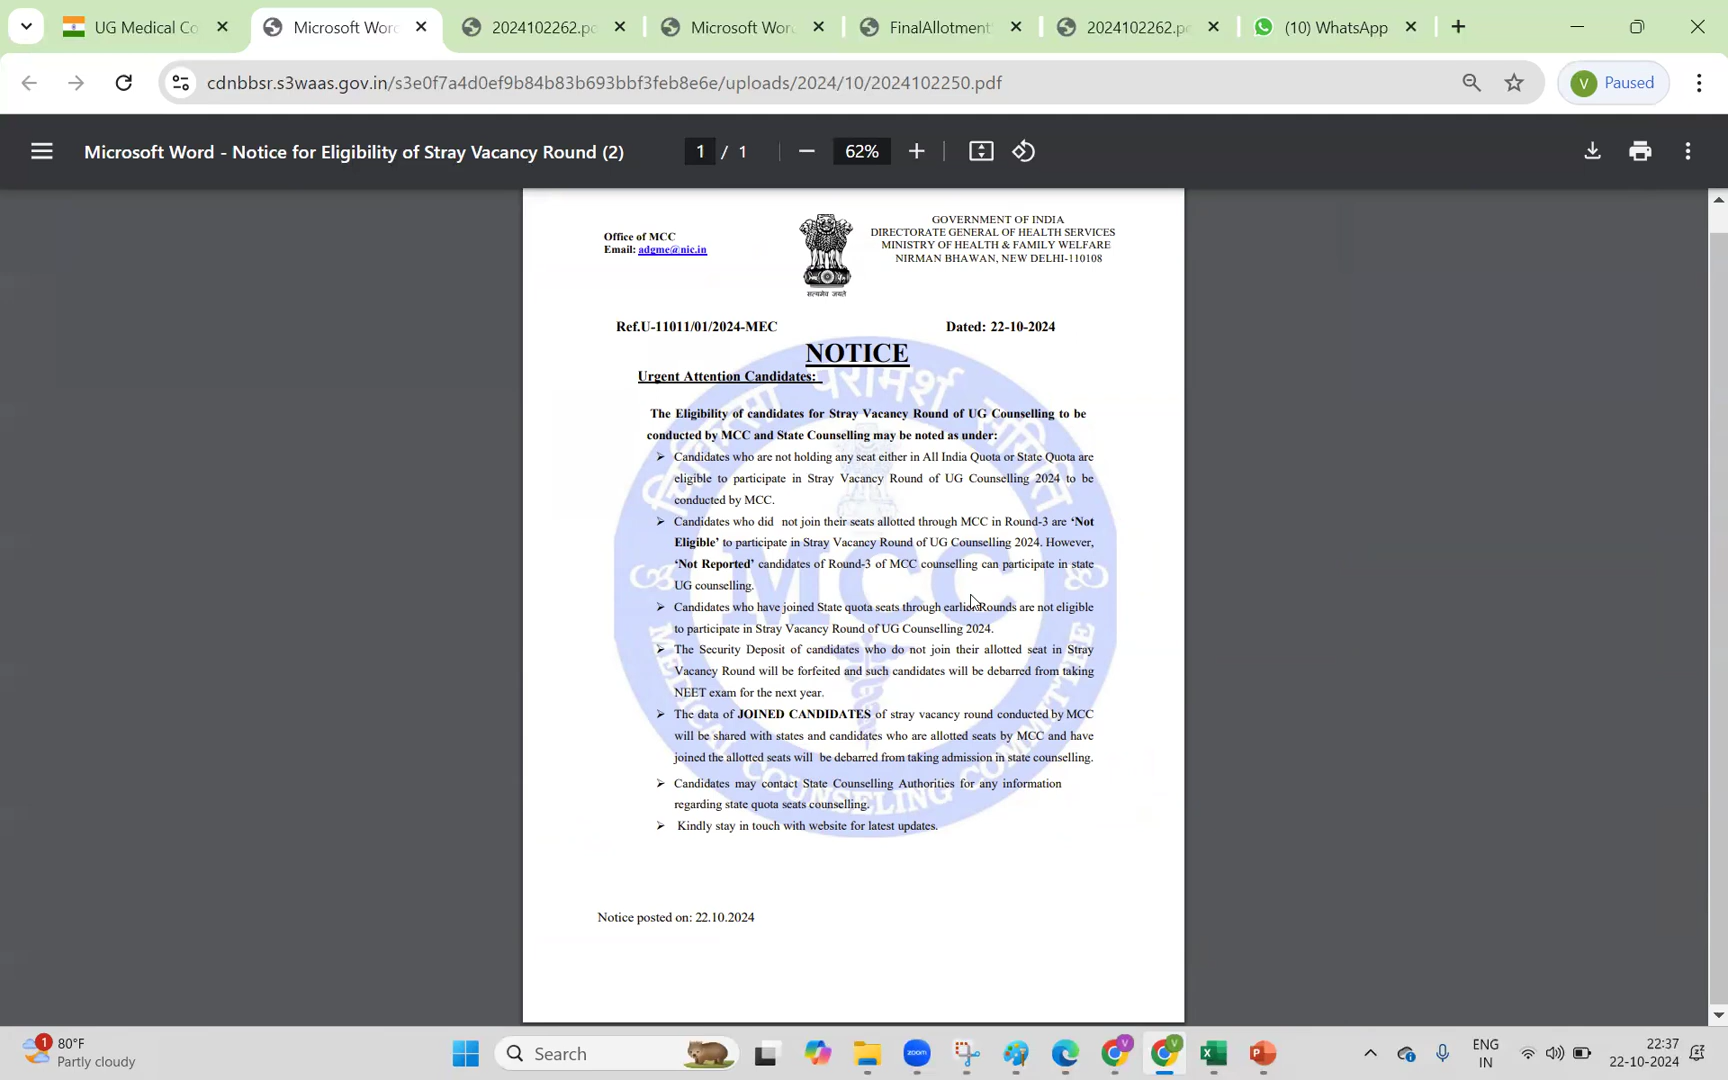 UG Medical Co
Microsoft Wor
2024102262.pd
Microsoft Wor
FinalAllotment
2024102262.pd
(10) WhatsApp
cdnbbsr.s3waas.gov.in/s3e0f7a4d0ef9b84b83b693bbf3feb8e6e/uploads/2024/10/2024102250.pdf
V Paused
Microsoft Word - Notice for Eligibility of Stray Vacancy Round (2)
1 / 1
62%
Office of MCC
Email: adgme@nic.in
GOVERNMENT OF INDIA
DIRECTORATE GENERAL OF HEALTH SERVICES
MINISTRY OF HEALTH & FAMILY WELFARE
NIRMAN BHAWAN, NEW DELHI-110108
सत्यमेव जयते
Ref.U-11011/01/2024-MEC Dated: 22-10-2024
NOTICE
Urgent Attention Candidates:
The Eligibility of candidates for Stray Vacancy Round of UG Counselling to be
conducted by MCC and State Counselling may be noted as under:
➢ Candidates who are not holding any seat either in All India Quota or State Quota are
eligible to participate in Stray Vacancy Round of UG Counselling 2024 to be
conducted by MCC.
➢ Candidates who did not join their seats allotted through MCC in Round-3 are ‘Not
Eligible’ to participate in Stray Vacancy Round of UG Counselling 2024. However,
‘Not Reported’ candidates of Round-3 of MCC counselling can participate in state
UG counselling.
➢ Candidates who have joined State quota seats through earlier Rounds are not eligible
to participate in Stray Vacancy Round of UG Counselling 2024.
➢ The Security Deposit of candidates who do not join their allotted seat in Stray
Vacancy Round will be forfeited and such candidates will be debarred from taking
NEET exam for the next year.
➢ The data of JOINED CANDIDATES of stray vacancy round conducted by MCC
will be shared with states and candidates who are allotted seats by MCC and have
joined the allotted seats will be debarred from taking admission in state counselling.
➢ Candidates may contact State Counselling Authorities for any information
regarding state quota seats counselling.
➢ Kindly stay in touch with website for latest updates.
Notice posted on: 22.10.2024
चिकित्सा परामर्श समिति
MCC
MEDICAL COUNSELING COMMITTEE
1
80°F
Partly cloudy
Search
zoom
V
V
ENG
IN
22:37
22-10-2024